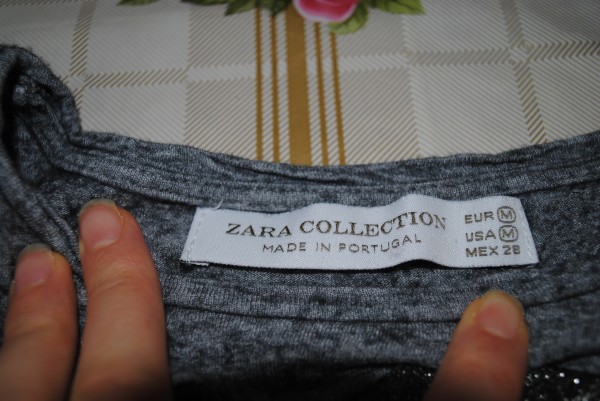 ZARA COLLECTION
MADE IN PORTUGAL
EUR M
USA M
MEX 28